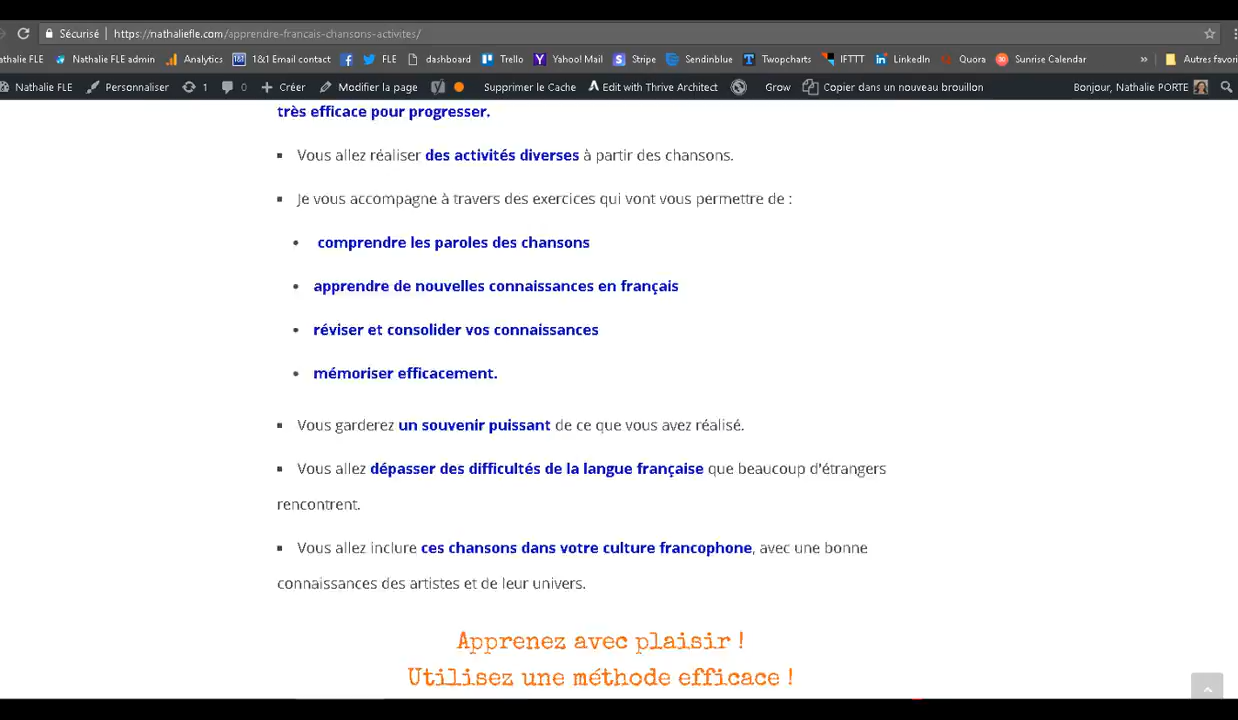 Sécurisé https://nathaliefle.com/apprendre-francais-chansons-activites/
athalie FLE Nathalie FLE admin Analytics 1&1 Email contact FLE Trello dashboard Yahoo! Mail Stripe Sendinblue Twopcharts IFTTT LinkedIn Quora Sunrise Calendar » Autres favori
Nathalie FLE Personnaliser 1 0 Créer Modifier la page Supprimer le Cache Edit with Thrive Architect Grow Copier dans un nouveau brouillon Bonjour, Nathalie PORTE
très efficace pour progresser.
▪ Vous allez réaliser des activités diverses à partir des chansons.
▪ Je vous accompagne à travers des exercices qui vont vous permettre de :
• comprendre les paroles des chansons
• apprendre de nouvelles connaissances en français
• réviser et consolider vos connaissances
• mémoriser efficacement.
▪ Vous garderez un souvenir puissant de ce que vous avez réalisé.
▪ Vous allez dépasser des difficultés de la langue française que beaucoup d'étrangers
rencontrent.
▪ Vous allez inclure ces chansons dans votre culture francophone, avec une bonne
connaissances des artistes et de leur univers.
Apprenez avec plaisir !
Utilisez une méthode efficace !